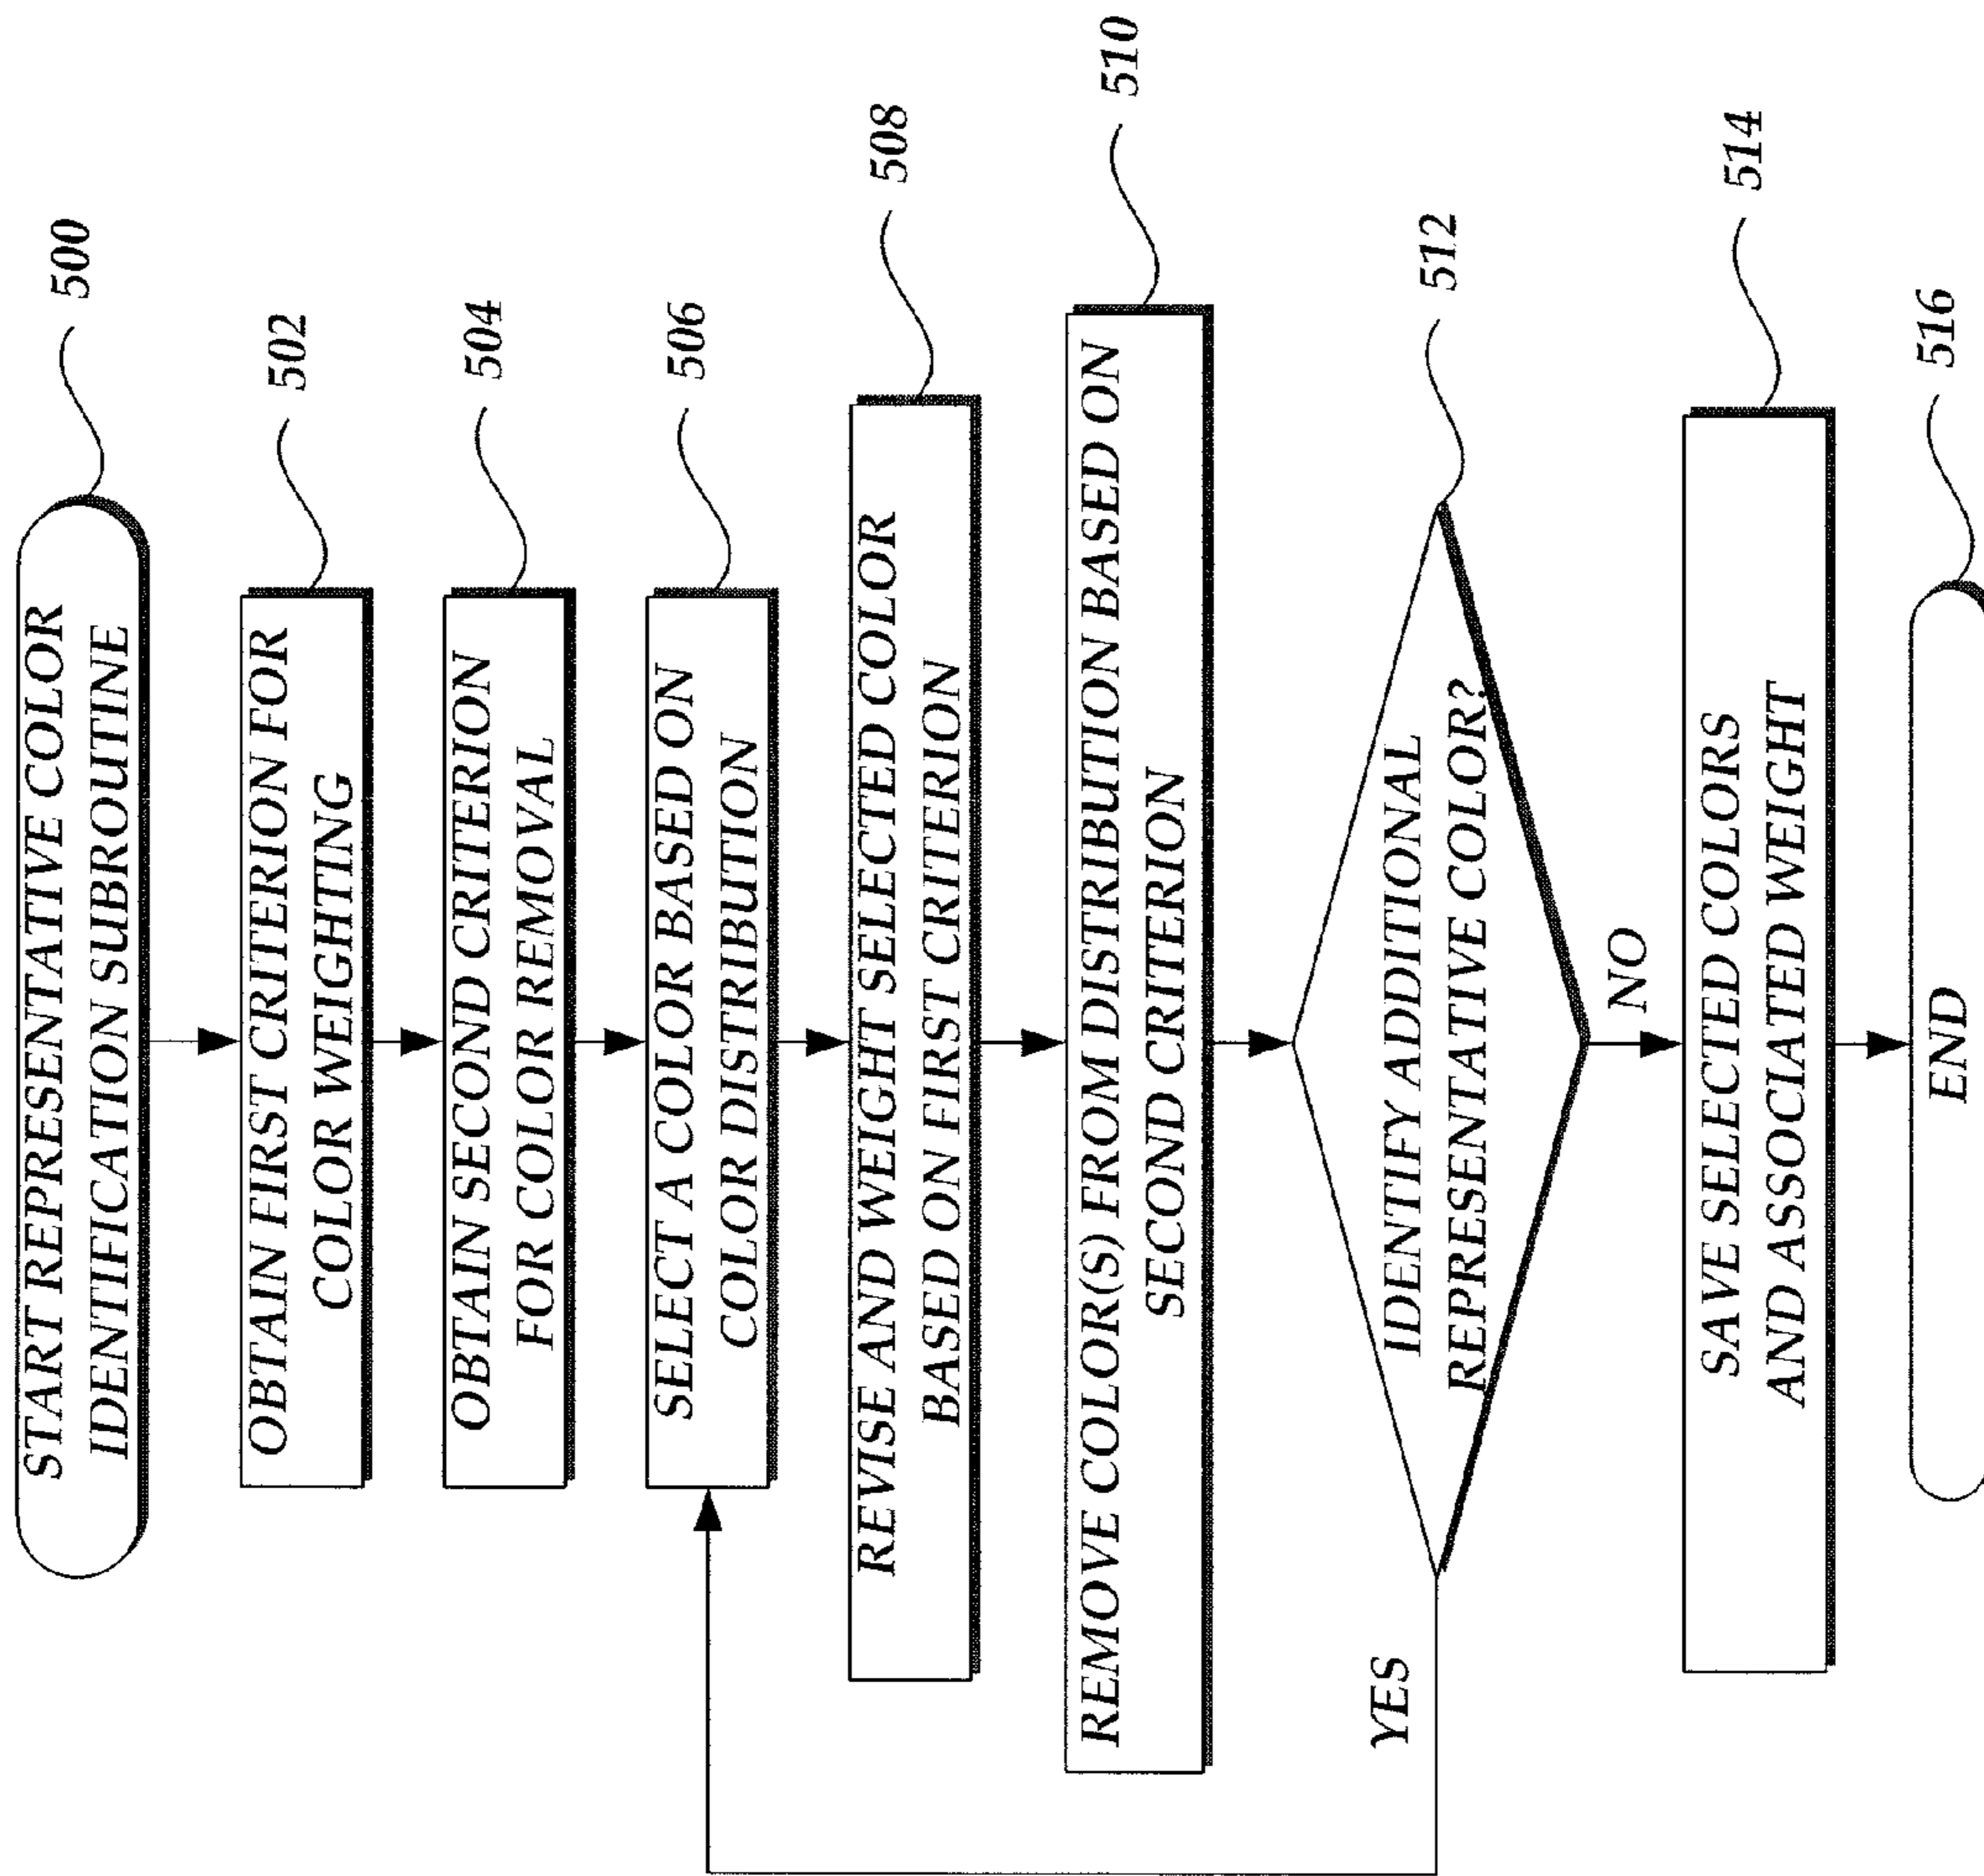 START REPRESENTATIVE COLOR
IDENTIFICATION SUBROUTINE
500
OBTAIN FIRST CRITERION FOR
COLOR WEIGHTING
502
OBTAIN SECOND CRITERION
FOR COLOR REMOVAL
504
SELECT A COLOR BASED ON
COLOR DISTRIBUTION
506
REVISE AND WEIGHT SELECTED COLOR
BASED ON FIRST CRITERION
508
REMOVE COLOR(S) FROM DISTRIBUTION BASED ON
SECOND CRITERION
510
IDENTIFY ADDITIONAL
REPRESENTATIVE COLOR?
512
YES
NO
SAVE SELECTED COLORS
AND ASSOCIATED WEIGHT
514
END
516